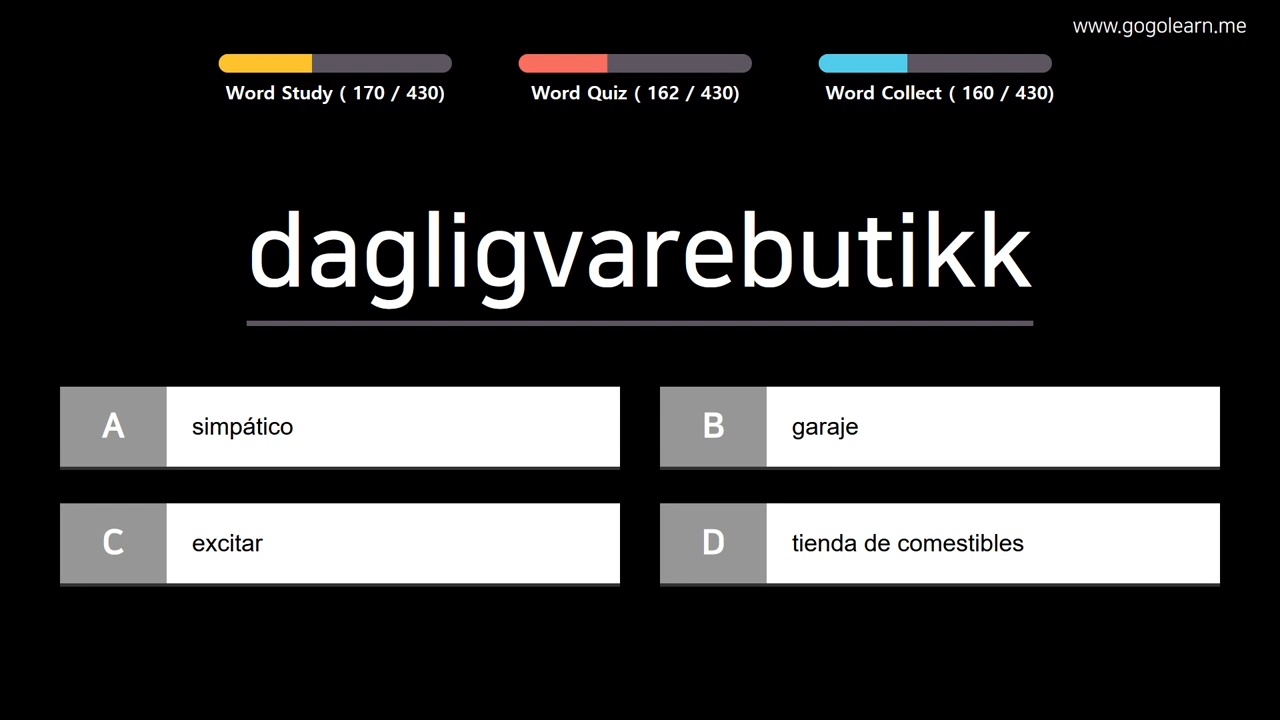 www.gogolearn.me
Word Study ( 170 / 430)
Word Quiz ( 162 / 430)
Word Collect ( 160 / 430)
dagligvarebutikk
A simpático
B garaje
C excitar
D tienda de comestibles